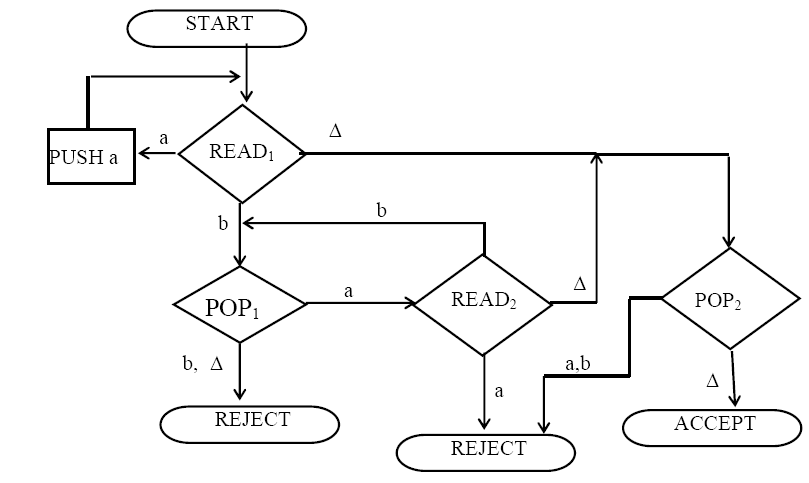 START
Δ
a
PUSH a
READ₁
b
b
a
READ₂
Δ
POP₂
POP₁
b, Δ
a,b
Δ
a
REJECT
ACCEPT
REJECT